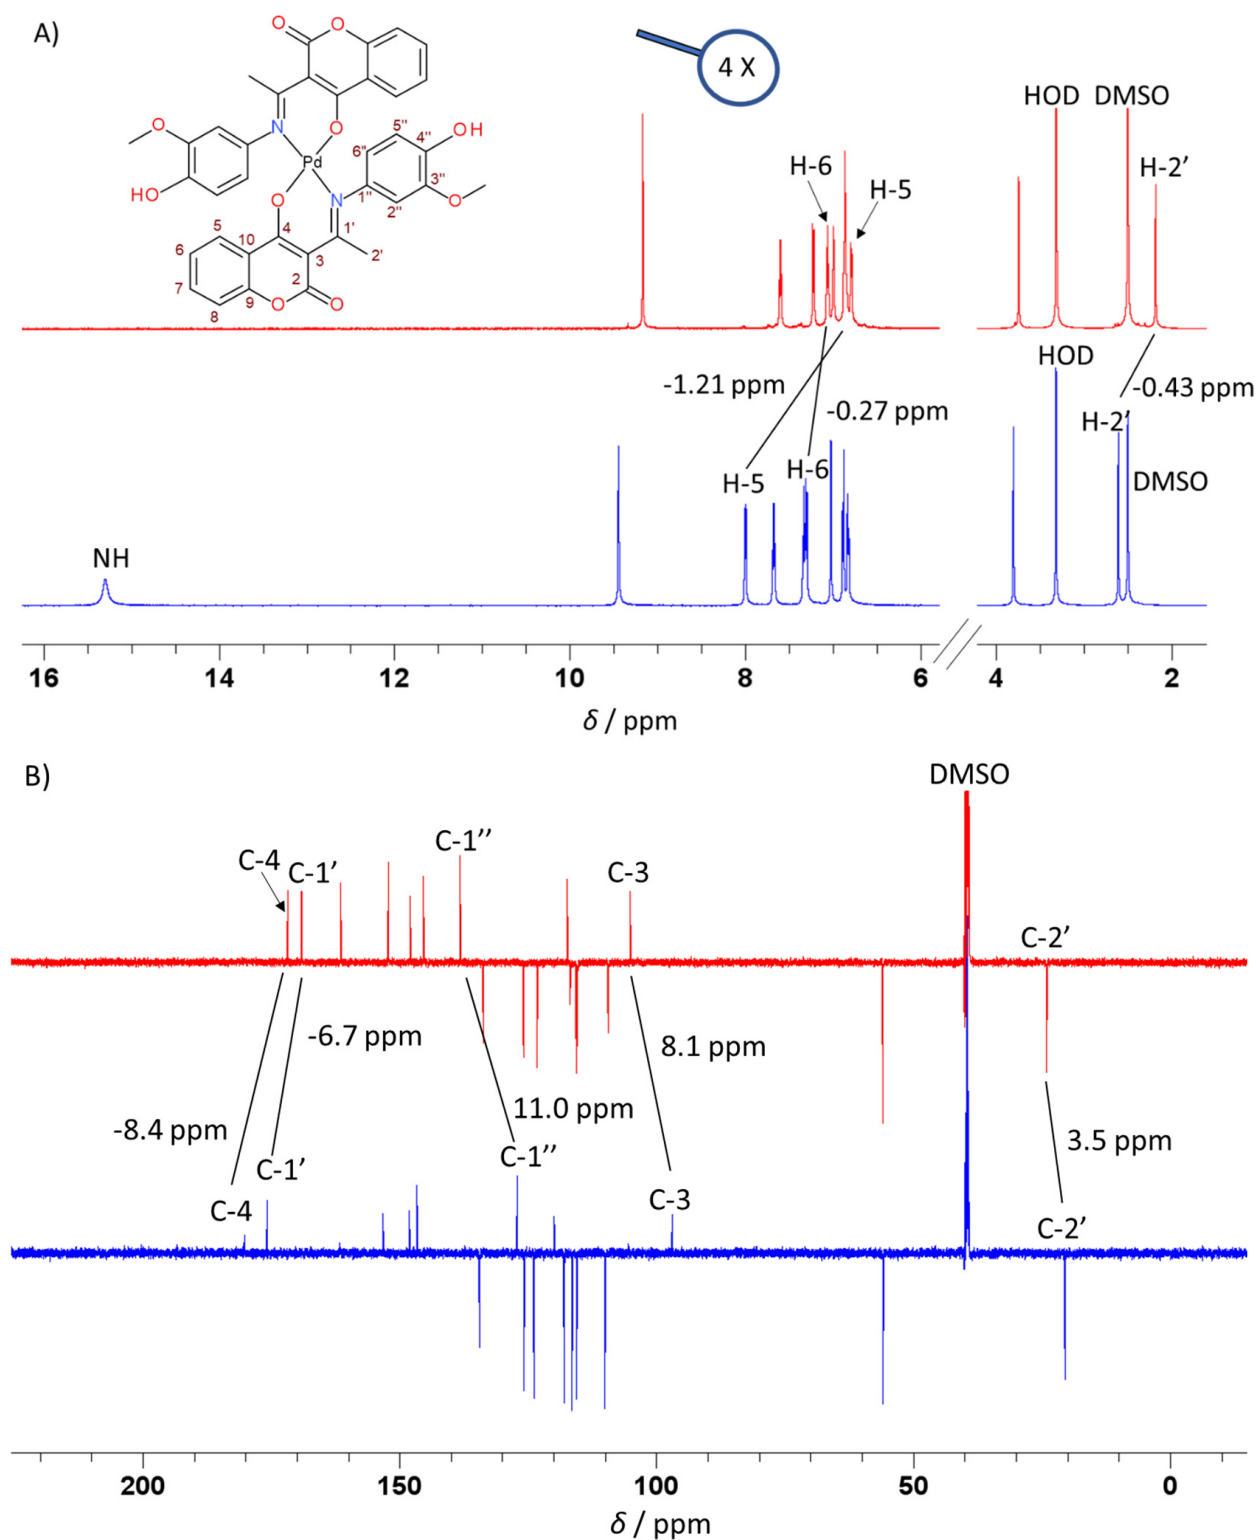 A)
4 X
HOD DMSO
H-6
H-5
H-2'
O O
N O
O
HO
Pd
5'' 4'' OH
6'' 3''
1'' 2'' O
O N
4 1'
5 10 3 2'
6
7 9 2
8 O O
-1.21 ppm
-0.27 ppm
-0.43 ppm
HOD
H-2'
DMSO
H-5
H-6
NH
16 14 12 10 8 6 4 2
δ / ppm
B)
DMSO
C-4
C-1'
C-1''
C-3
C-2'
-6.7 ppm
8.1 ppm
-8.4 ppm
11.0 ppm
3.5 ppm
C-1'
C-1''
C-4
C-3
C-2'
200 150 100 50 0
δ / ppm